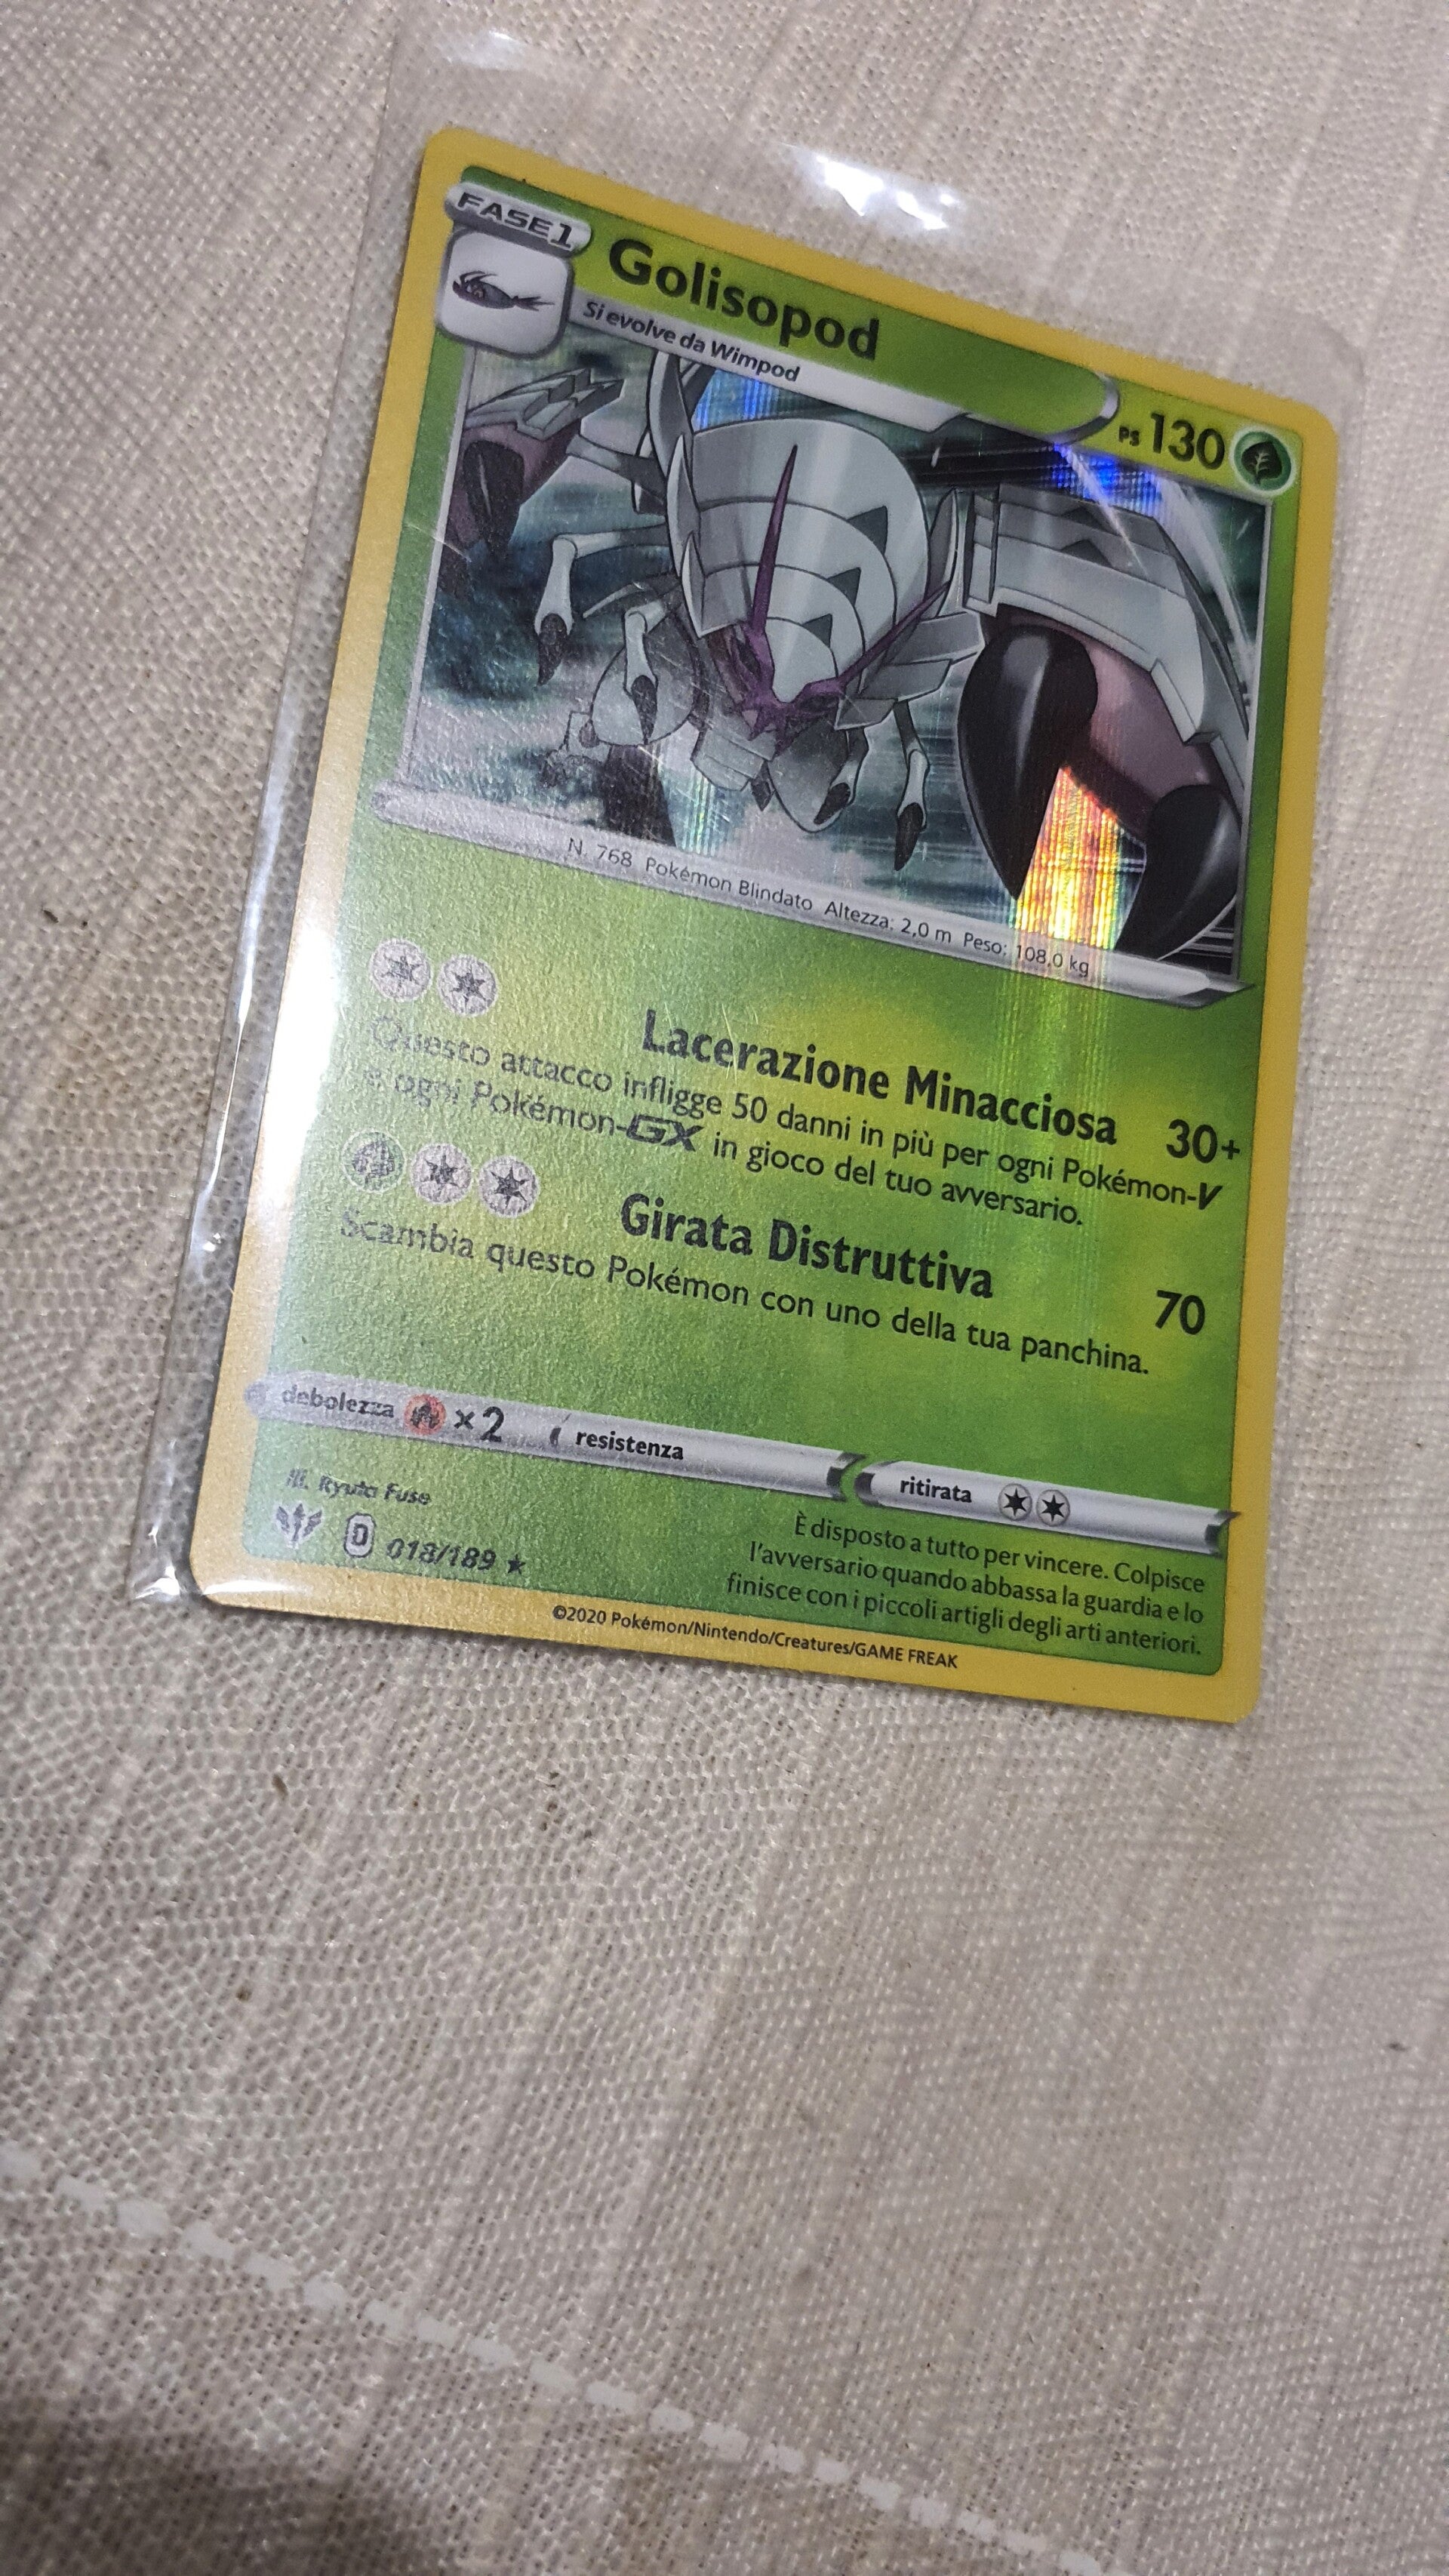 FASE1
Golisopod
Si evolve da Wimpod
PS 130
N. 768 Pokémon Blindato Altezza: 2,0 m Peso: 108,0 kg
Lacerazione Minacciosa 30+
Questo attacco infligge 50 danni in più per ogni Pokémon-V
e ogni Pokémon-GX in gioco del tuo avversario.
Girata Distruttiva 70
Scambia questo Pokémon con uno della tua panchina.
debolezza ×2 resistenza ritirata
Ill. Ryuta Fuse
D 018/189 ★
È disposto a tutto per vincere. Colpisce
l'avversario quando abbassa la guardia e lo
finisce con i piccoli artigli degli arti anteriori.
©2020 Pokémon/Nintendo/Creatures/GAME FREAK